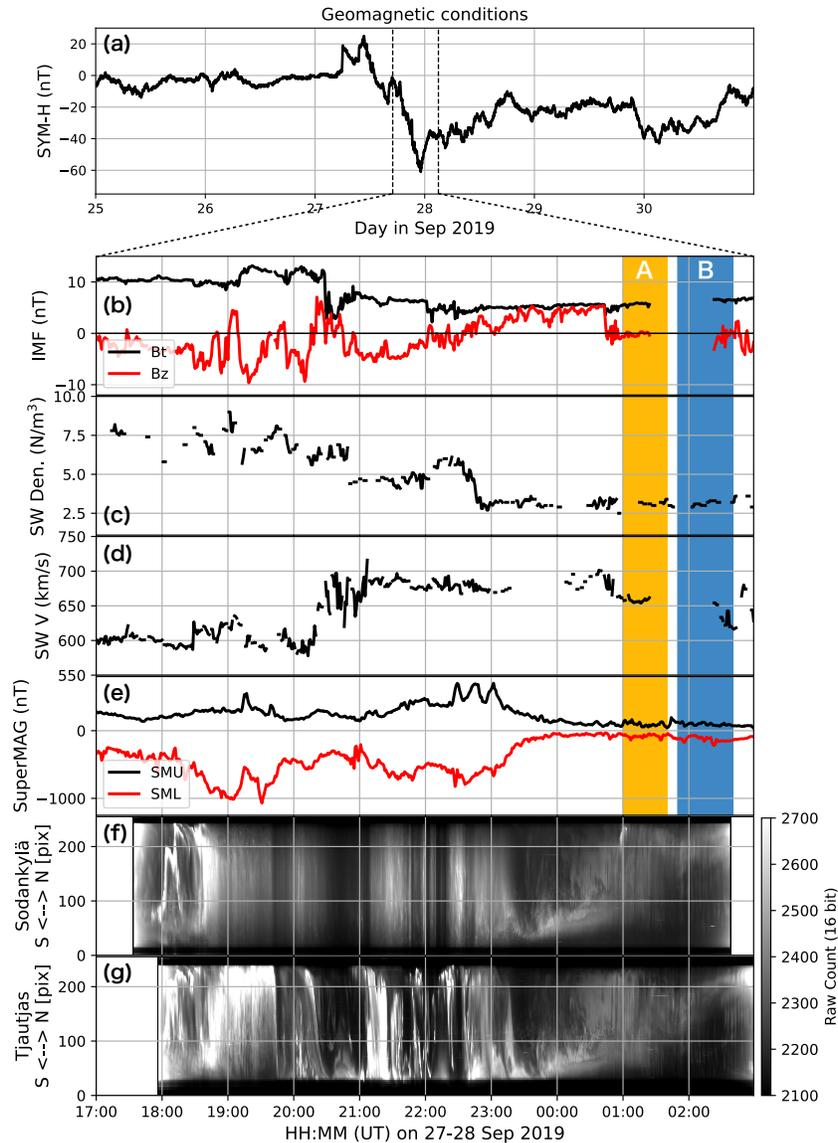 Geomagnetic conditions
(a)
SYM-H (nT)
20
0
−20
−40
−60
25
26
27
28
29
30
Day in Sep 2019
A
B
(b)
IMF (nT)
10
0
−10
Bt
Bz
(c)
SW Den. (N/m³)
10.0
7.5
5.0
2.5
(d)
SW V (km/s)
750
700
650
600
550
(e)
SuperMAG (nT)
0
−1000
SMU
SML
(f)
Sodankylä
S <--> N [pix]
200
100
0
(g)
Tjautjas
S <--> N [pix]
200
100
0
17:00
18:00
19:00
20:00
21:00
22:00
23:00
00:00
01:00
02:00
HH:MM (UT) on 27-28 Sep 2019
2700
2600
2500
2400
2300
2200
2100
Raw Count (16 bit)